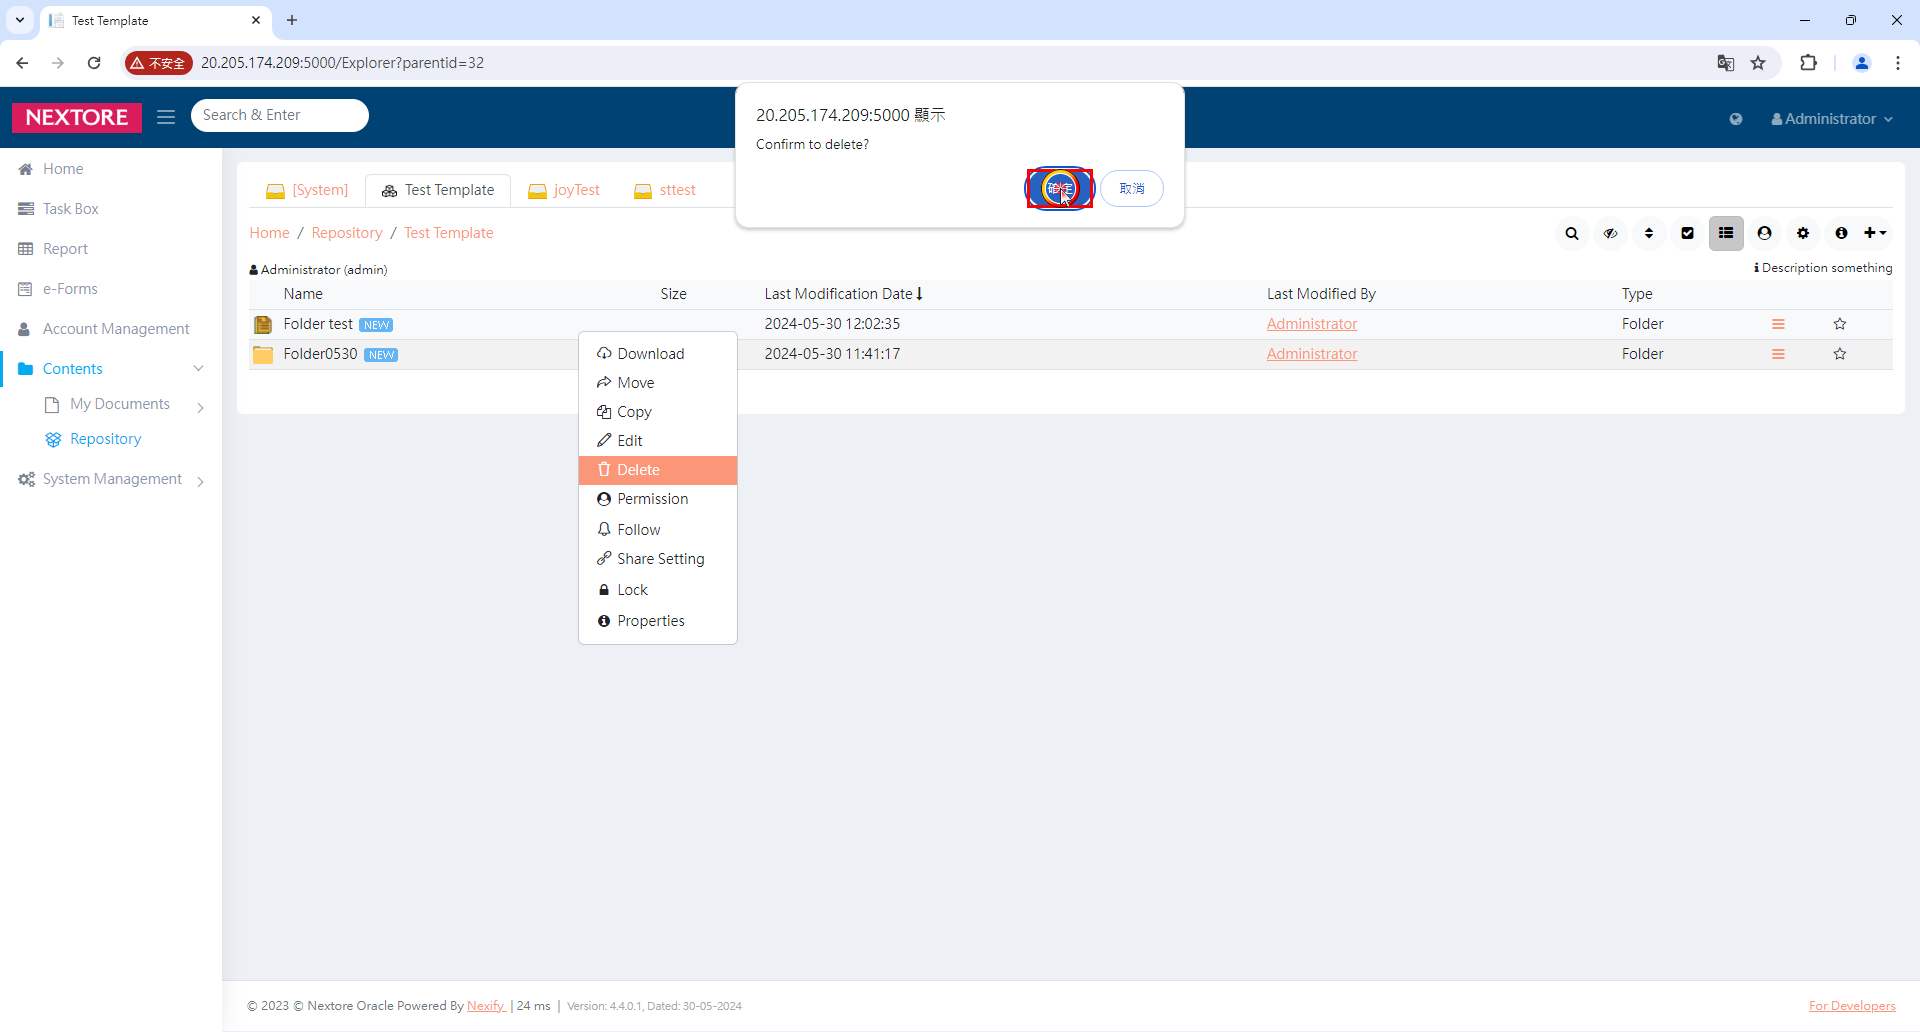 Test Template
不安全
20.205.174.209:5000/Explorer?parentid=32
NEXTORE
Search & Enter
Administrator
20.205.174.209:5000 顯示
Confirm to delete?
確定
取消
Home
Task Box
Report
e-Forms
Account Management
Contents
My Documents
Repository
System Management
[System]
Test Template
joyTest
sttest
Home / Repository / Test Template
Administrator (admin)
Description something
Name Size Last Modification Date Last Modified By Type
Folder test NEW 2024-05-30 12:02:35 Administrator Folder
Folder0530 NEW 2024-05-30 11:41:17 Administrator Folder
Download
Move
Copy
Edit
Delete
Permission
Follow
Share Setting
Lock
Properties
© 2023 © Nextore Oracle Powered By Nexify | 24 ms | Version: 4.4.0.1, Dated: 30-05-2024
For Developers